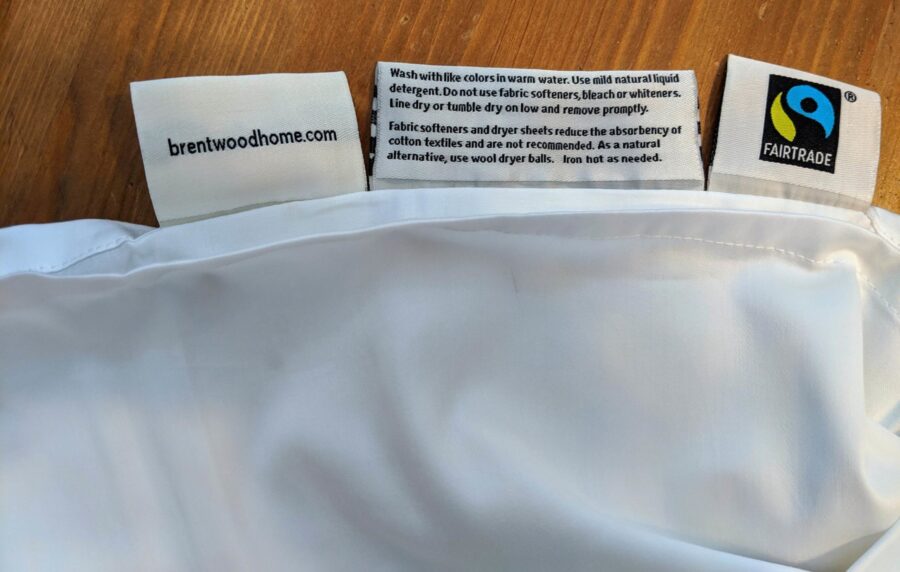 brentwoodhome.com
Wash with like colors in warm water. Use mild natural liquid
detergent. Do not use fabric softeners, bleach or whiteners.
Line dry or tumble dry on low and remove promptly.
Fabric softeners and dryer sheets reduce the absorbency of
cotton textiles and are not recommended. As a natural
alternative, use wool dryer balls. Iron hot as needed.
®
FAIRTRADE